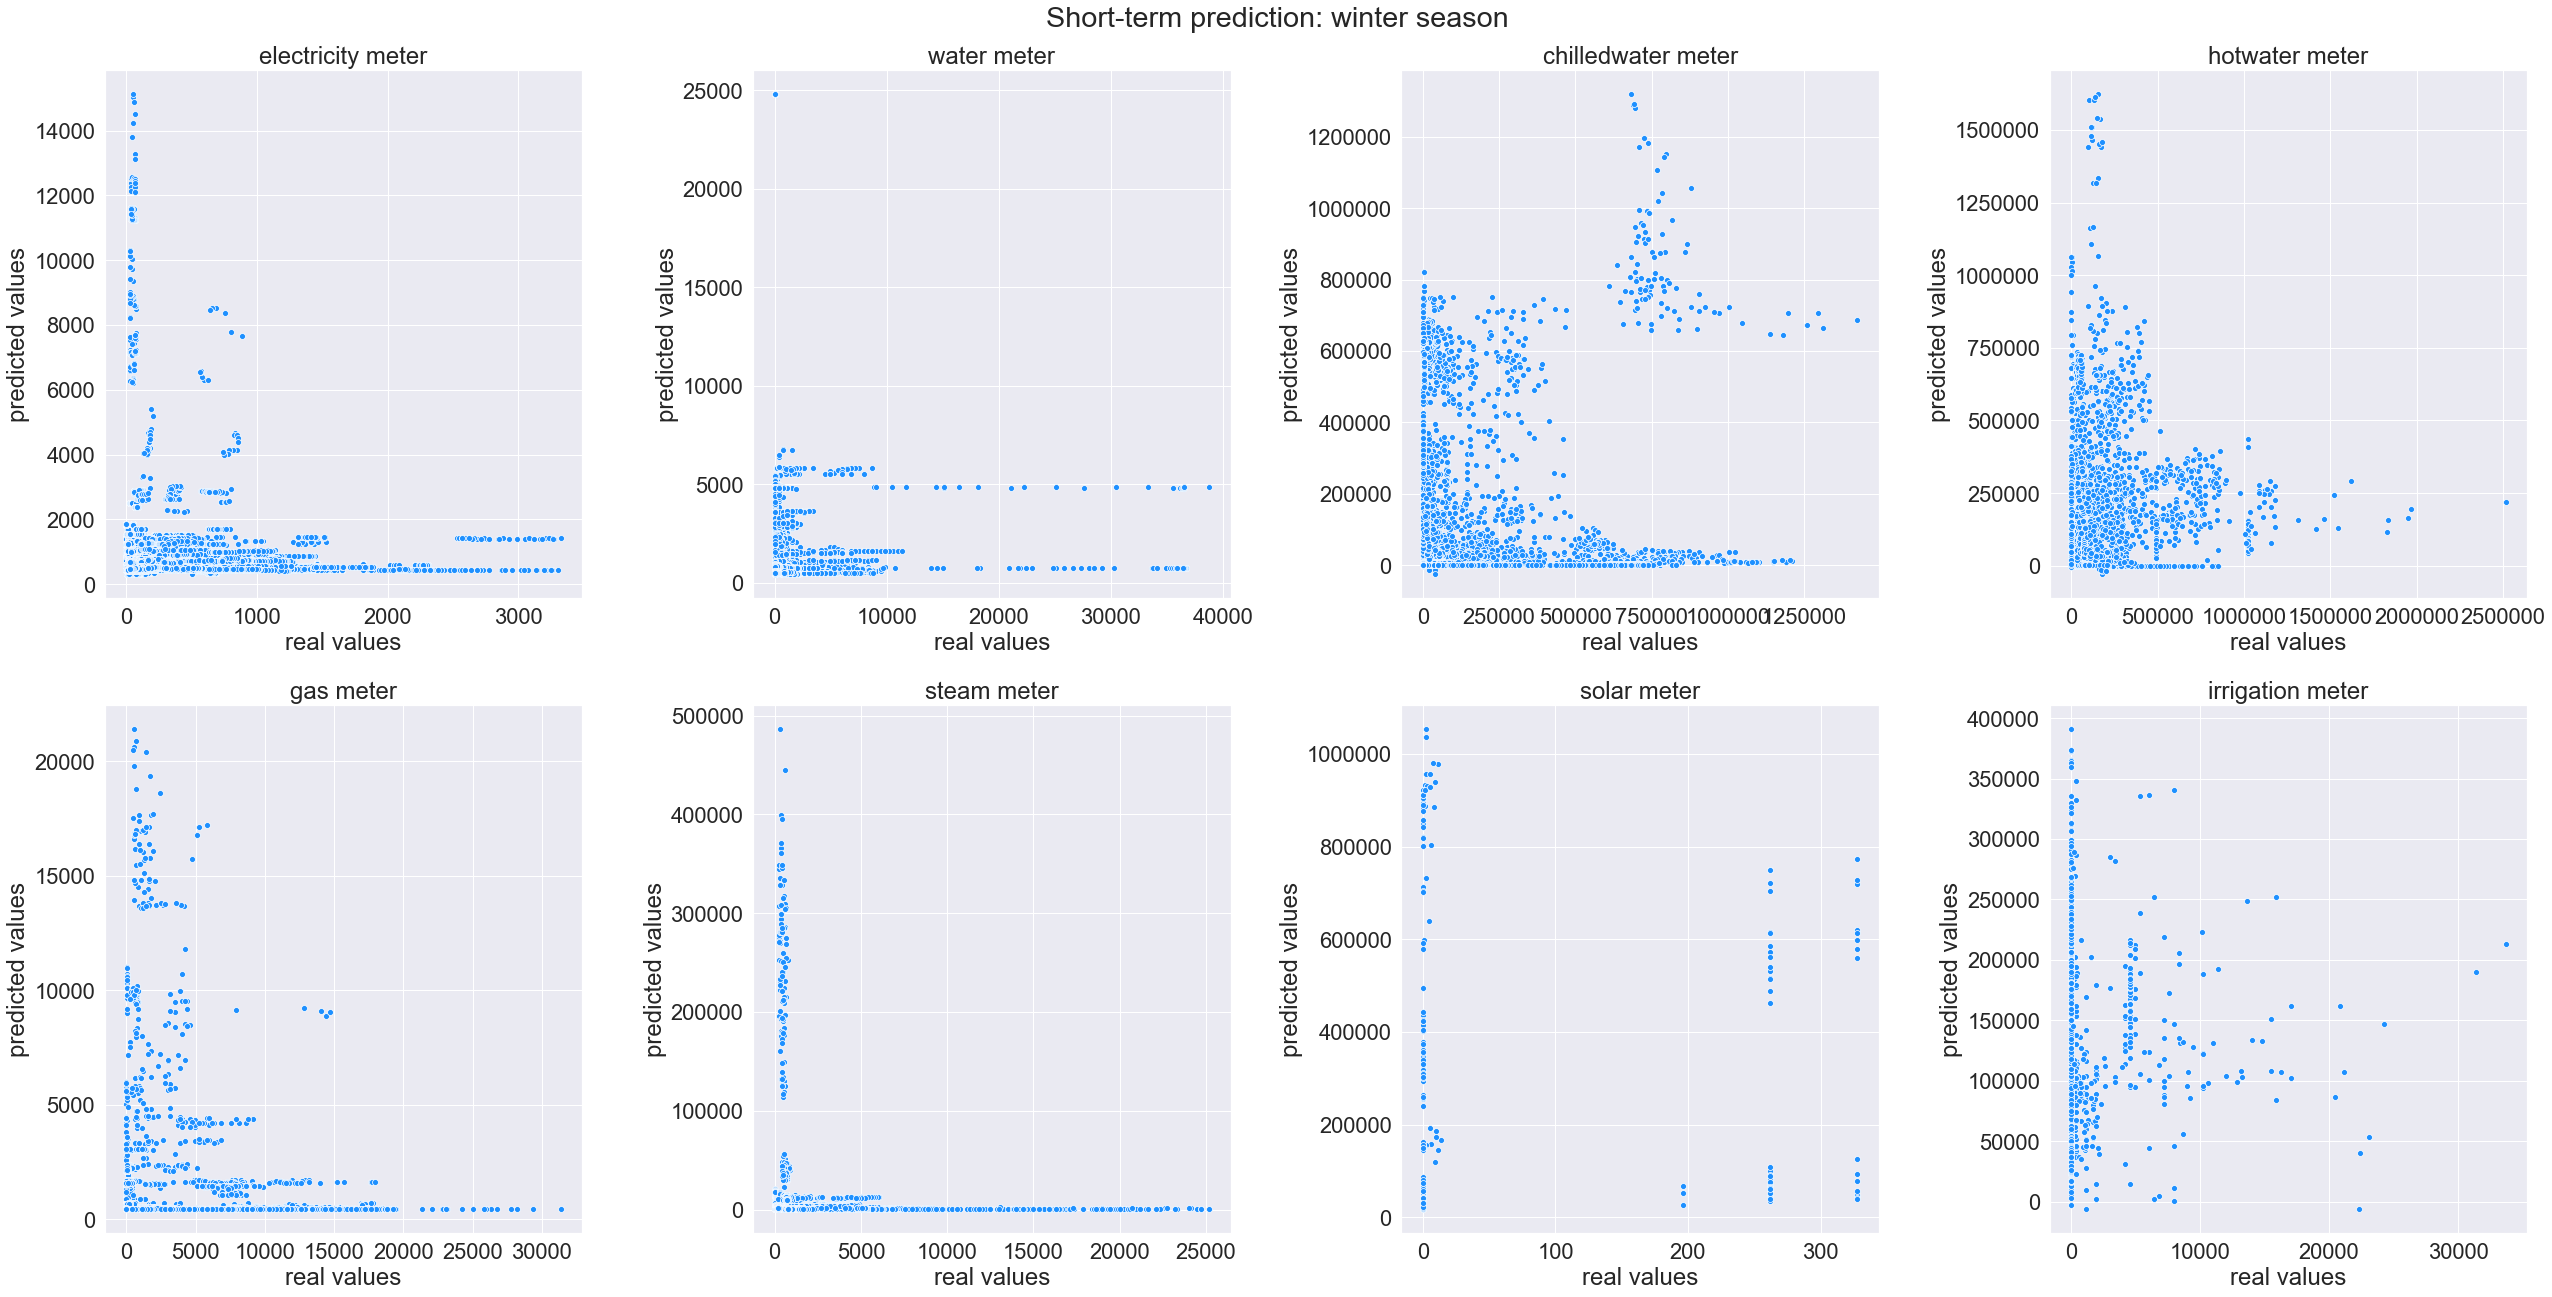 Short-term prediction: winter season
electricity meter
water meter
chilledwater meter
hotwater meter
predicted values
14000
12000
10000
8000
6000
4000
2000
0
0 1000 2000 3000
real values
predicted values
25000
20000
15000
10000
5000
0
0 10000 20000 30000 40000
real values
predicted values
1200000
1000000
800000
600000
400000
200000
0
0 250000 500000 750000 1000000 1250000
real values
predicted values
1500000
1250000
1000000
750000
500000
250000
0
0 500000 1000000 1500000 2000000 2500000
real values
gas meter
steam meter
solar meter
irrigation meter
predicted values
20000
15000
10000
5000
0
0 5000 10000 15000 20000 25000 30000
real values
predicted values
500000
400000
300000
200000
100000
0
0 5000 10000 15000 20000 25000
real values
predicted values
1000000
800000
600000
400000
200000
0
0 100 200 300
real values
predicted values
400000
350000
300000
250000
200000
150000
100000
50000
0
0 10000 20000 30000
real values